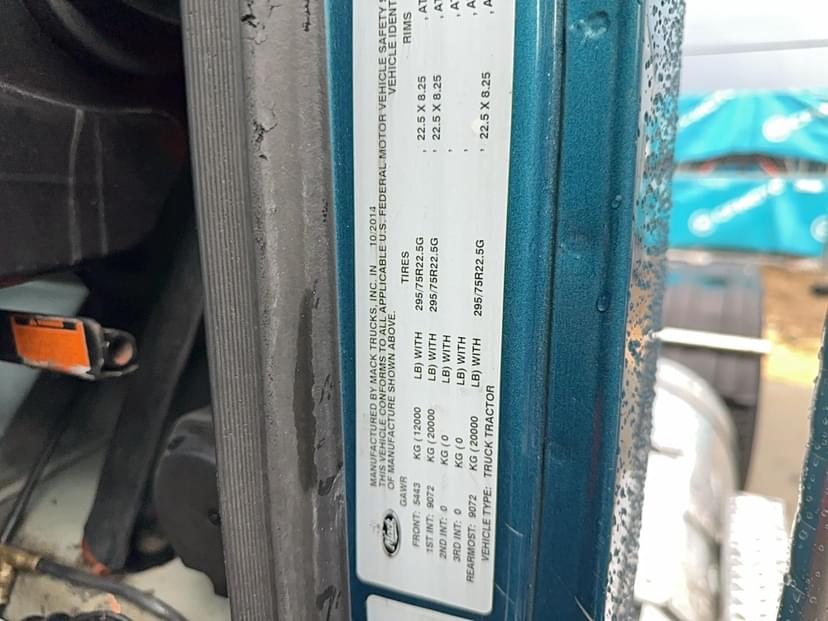 MANUFACTURED BY MACK TRUCKS, INC. IN 10/2014
THIS VEHICLE CONFORMS TO ALL APPLICABLE U.S. FEDERAL MOTOR VEHICLE SAFETY
OF MANUFACTURE SHOWN ABOVE. VEHICLE IDENT
GAWR TIRES RIMS
FRONT: 5443 KG (12000 LB) WITH 295/75R22.5G , 22.5 X 8.25 , AT
1ST INT: 9072 KG (20000 LB) WITH 295/75R22.5G , 22.5 X 8.25 , AT
2ND INT: 0 KG (0 LB) WITH , , AT
3RD INT: 0 KG (0 LB) WITH , , A
REARMOST: 9072 KG (20000 LB) WITH 295/75R22.5G , 22.5 X 8.25 , A
VEHICLE TYPE: TRUCK TRACTOR
Mack